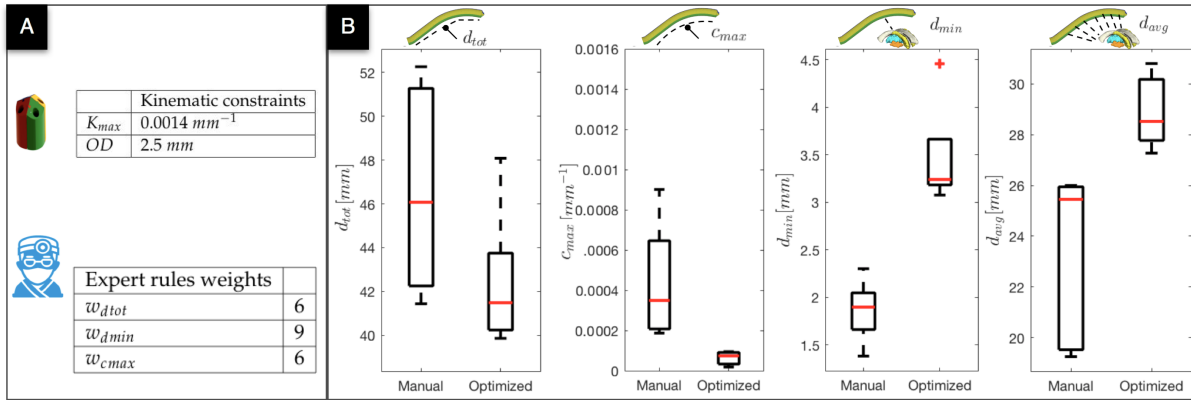 A
Kinematic constraints
K_max 0.0014 mm^−1
OD 2.5 mm
Expert rules weights
w_dtot 6
w_dmin 9
w_cmax 6
B
d_tot
d_tot[mm]
52
50
48
46
44
42
40
Manual Optimized
c_max
c_max[mm^−1]
0.0016
0.0014
0.0012
0.001
0.0008
0.0006
0.0004
0.0002
0
Manual Optimized
d_min
d_min[mm]
4.5
4
3.5
3
2.5
2
1.5
Manual Optimized
d_avg
d_avg[mm]
30
28
26
24
22
20
Manual Optimized